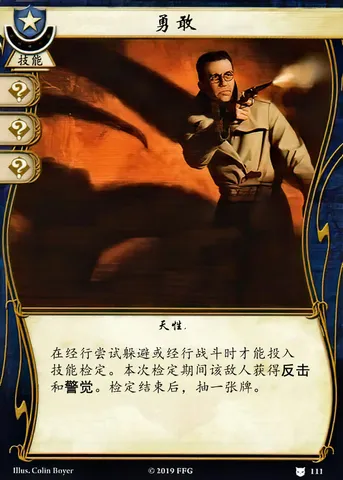 勇敢
技能
?
?
?
天性.
在经行尝试躲避或经行战斗时才能投入
技能检定。本次检定期间该敌人获得反击
和警觉。检定结束后，抽一张牌。
Illus. Colin Boyer
© 2019 FFG
111